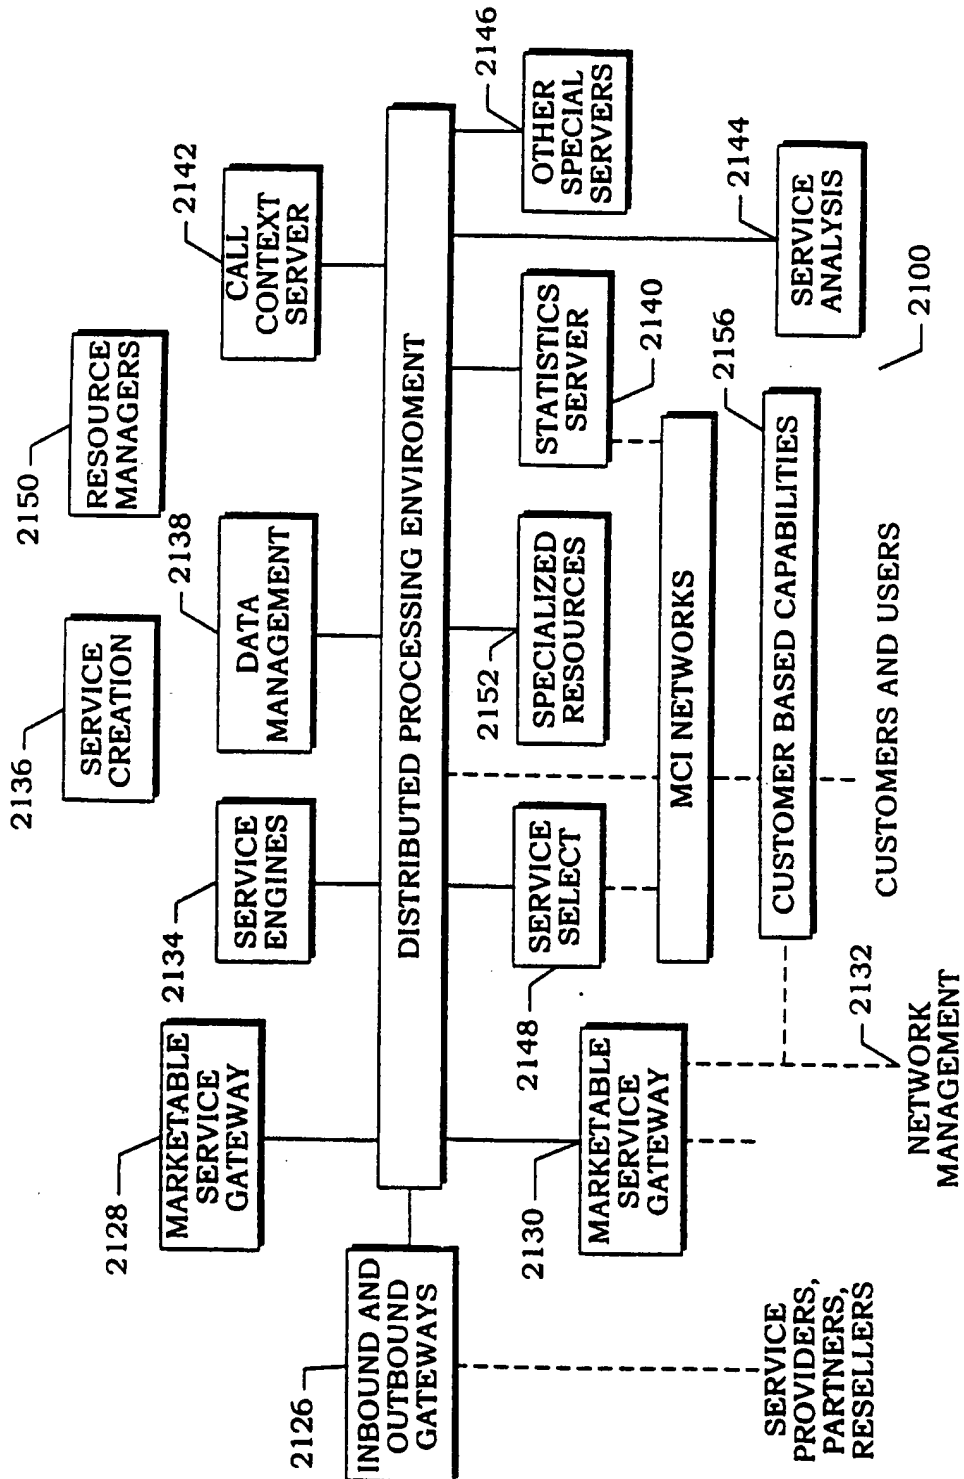 2136
SERVICE
CREATION
2150
RESOURCE
MANAGERS
2128
MARKETABLE
SERVICE
GATEWAY
2134
SERVICE
ENGINES
2138
DATA
MANAGEMENT
2142
CALL
CONTEXT
SERVER
2126
INBOUND AND
OUTBOUND
GATEWAYS
DISTRIBUTED PROCESSING ENVIROMENT
2130
MARKETABLE
SERVICE
GATEWAY
2148
SERVICE
SELECT
2152
SPECIALIZED
RESOURCES
STATISTICS
SERVER
2140
OTHER
SPECIAL
SERVERS
2146
MCI NETWORKS
CUSTOMER BASED CAPABILITIES
2156
SERVICE
ANALYSIS
2144
SERVICE
PROVIDERS,
PARTNERS,
RESELLERS
NETWORK
MANAGEMENT
2132
CUSTOMERS AND USERS
2100